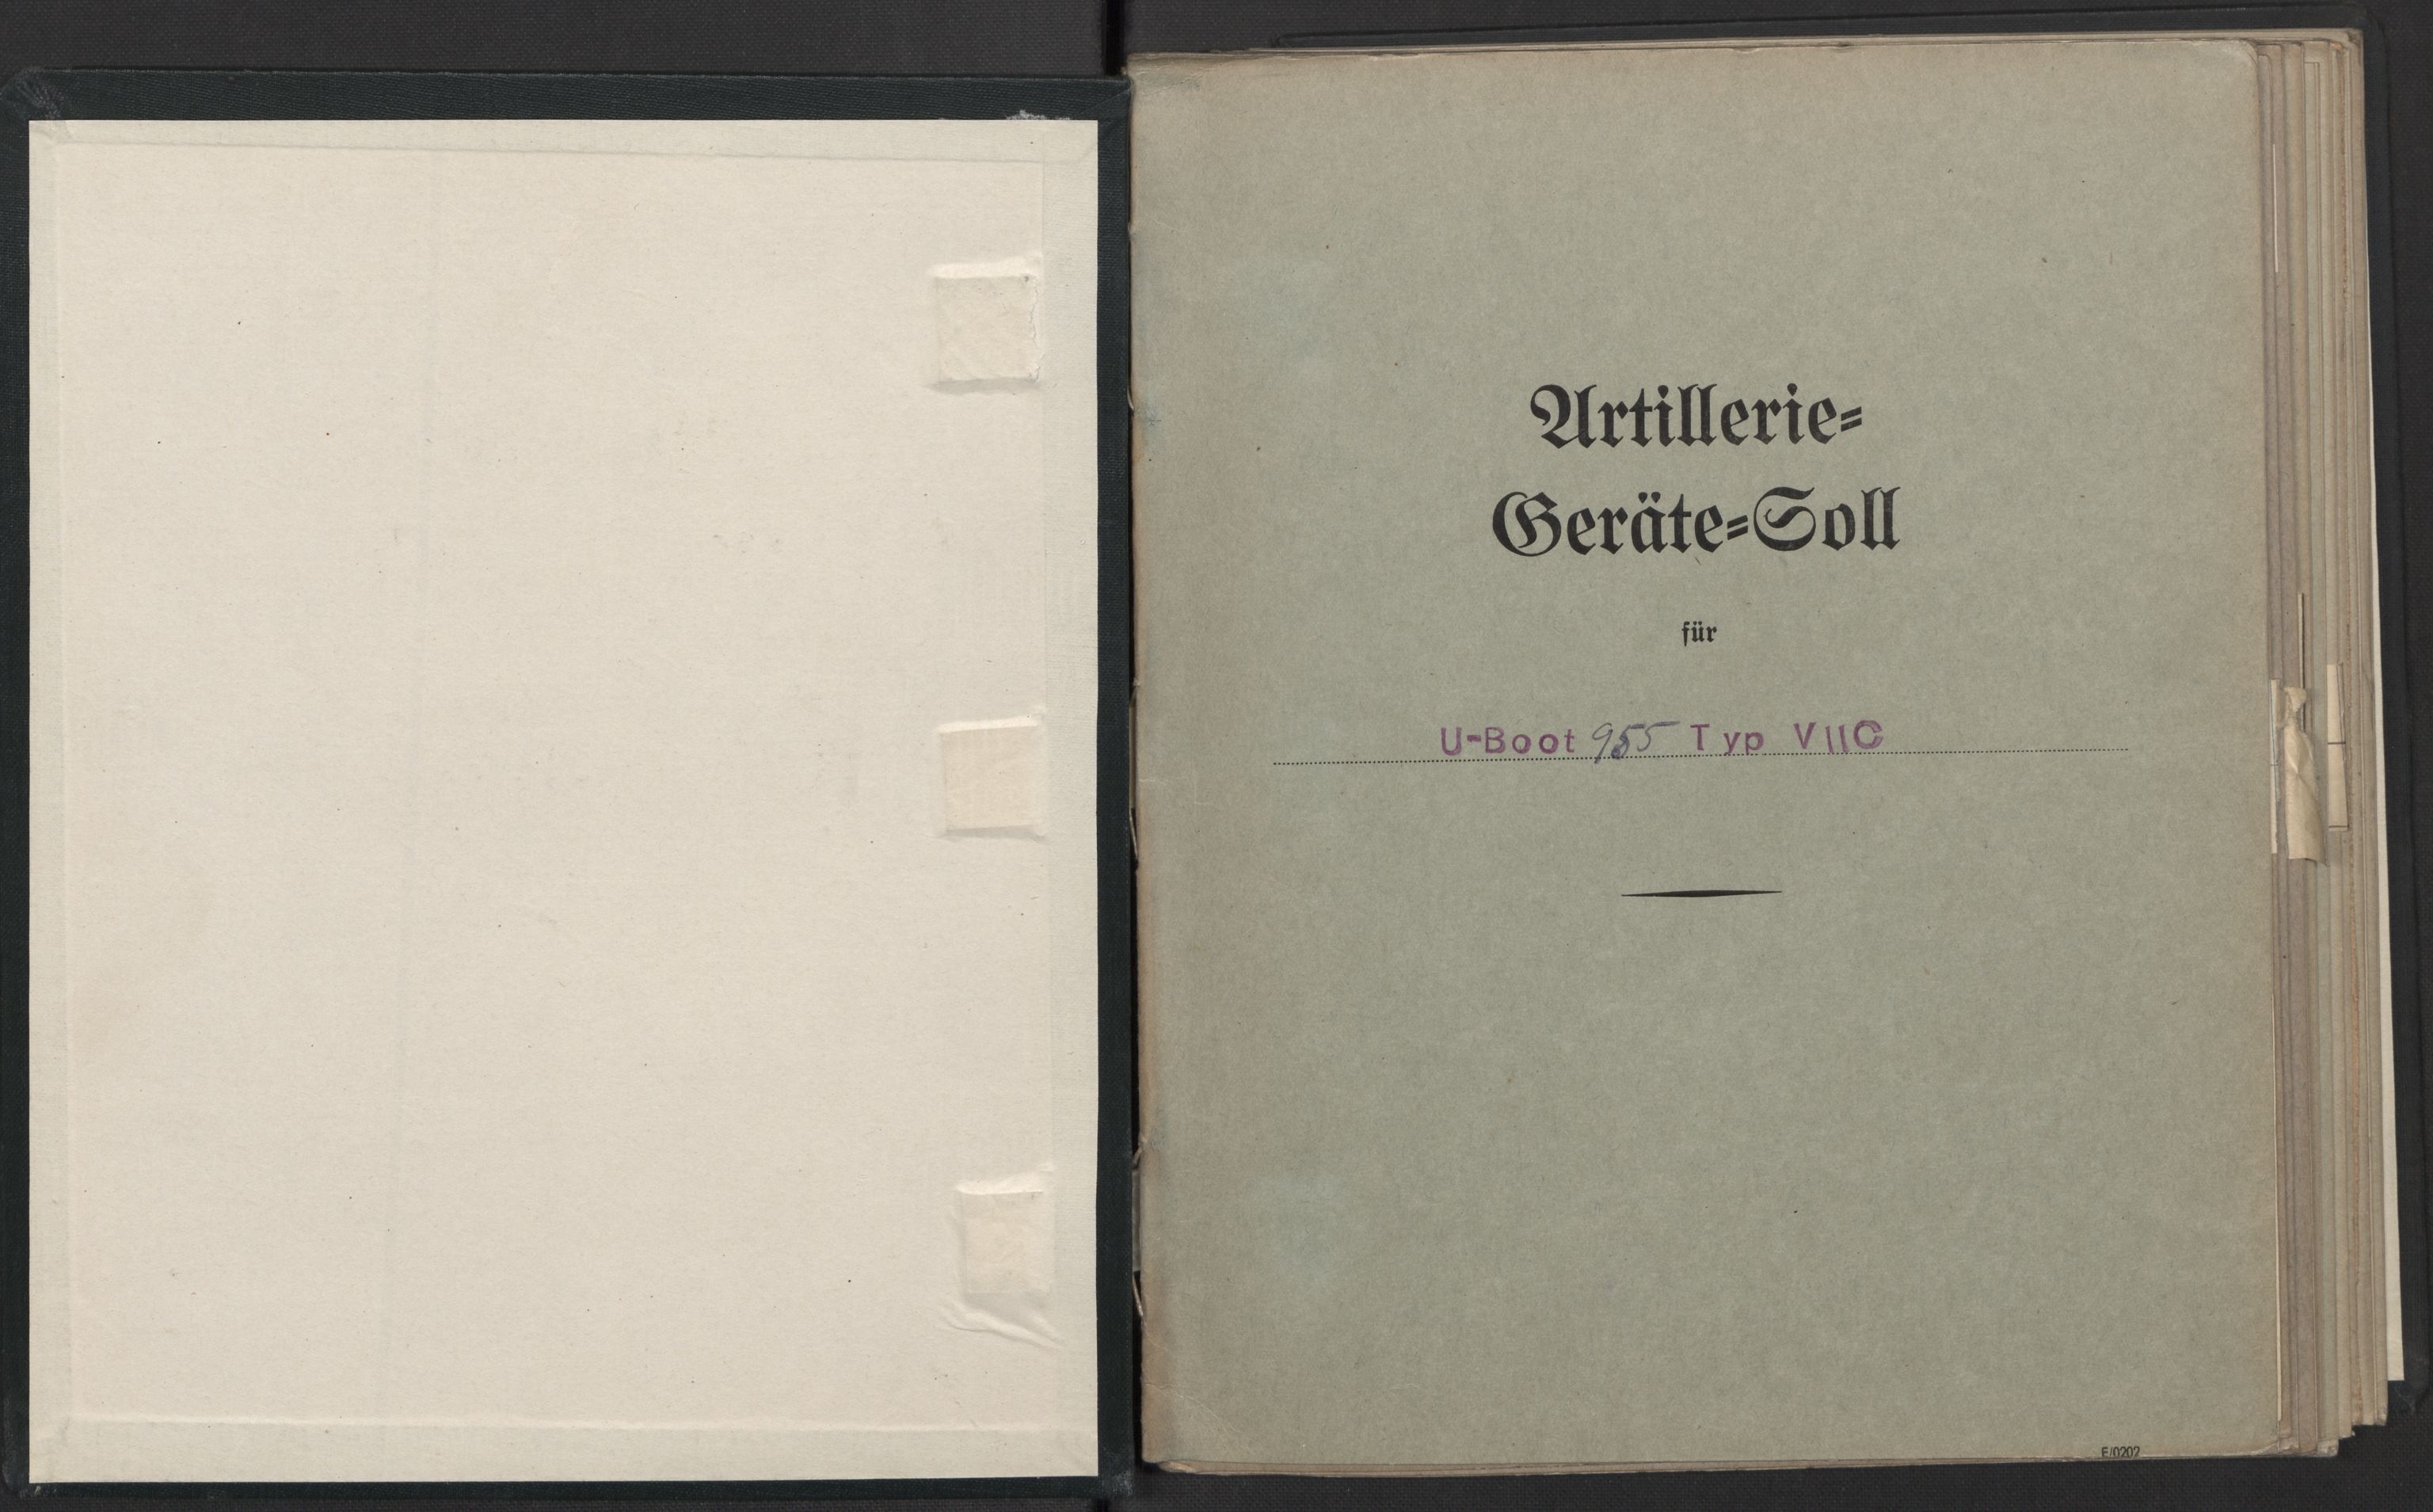 Artillerie-
Geräte-Soll
für
U-Boot 955 Typ VIIC
E/0202